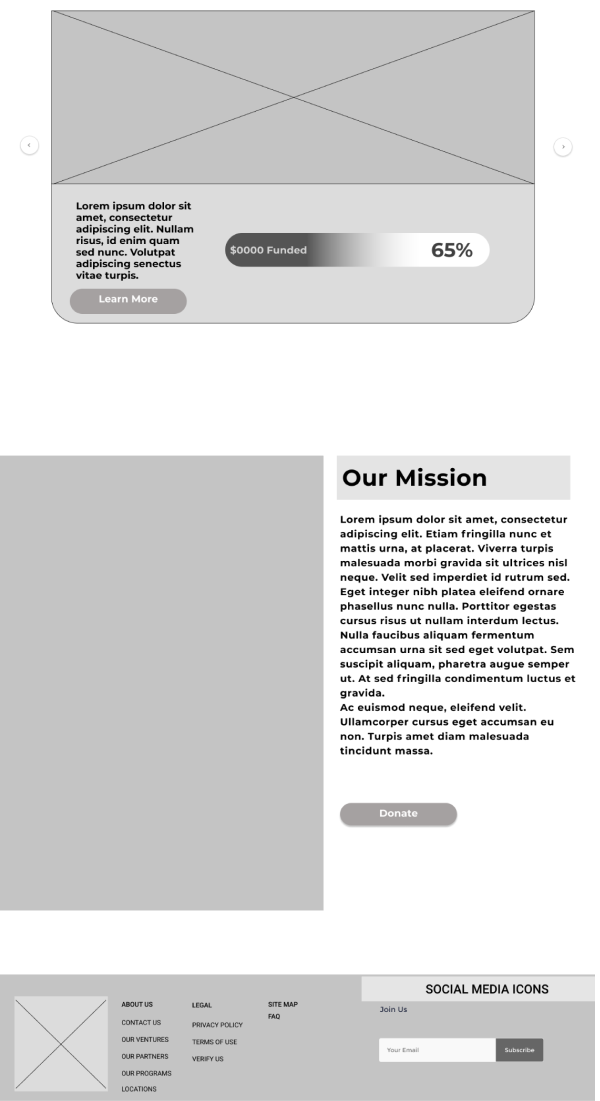 Lorem ipsum dolor sit
amet, consectetur
adipiscing elit. Nullam
risus, id enim quam
sed nunc. Volutpat
adipiscing senectus
vitae turpis.
$0000 Funded
65%
Learn More
Our Mission
Lorem ipsum dolor sit amet, consectetur
adipiscing elit. Etiam fringilla nunc et
mattis urna, at placerat. Viverra turpis
malesuada morbi gravida sit ultrices nisl
neque. Velit sed imperdiet id rutrum sed.
Eget integer nibh platea eleifend ornare
phasellus nunc nulla. Porttitor egestas
cursus risus ut nullam interdum lectus.
Nulla faucibus aliquam fermentum
accumsan urna sit sed eget volutpat. Sem
suscipit aliquam, pharetra augue semper
ut. At sed fringilla condimentum luctus et
gravida.
Ac euismod neque, eleifend velit.
Ullamcorper cursus eget accumsan eu
non. Turpis amet diam malesuada
tincidunt massa.
Donate
ABOUT US
CONTACT US
OUR VENTURES
OUR PARTNERS
OUR PROGRAMS
LOCATIONS
LEGAL
PRIVACY POLICY
TERMS OF USE
VERIFY US
SITE MAP
FAQ
SOCIAL MEDIA ICONS
Join Us
Your Email
Subscribe